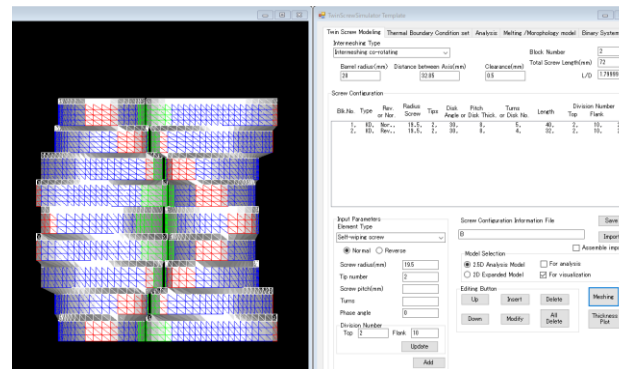 TwinScrewSimulator Template
Twin Screw Modeling Thermal Boundary Condition set Analysis Melting /Moroptology model Binary System
Intermeshing Type
Intermeshing co-rotating
Block Number 2
Barrel radius(mm) Distance between Axis(mm) Clearance(mm) Total Screw Length(mm) 72
20 32.05 0.5 L/D
Screw Configuration
Blk.No. Type Rev. or Nor. Radius Screw Tips Disk Angle Pitch or Disk Thick. Turns or Disk No. Length Division Number Top Flank
1, KD, Nor., 19.5, 2, 30, 8, 5, 40, 2, 10,
2, KD, Rev., 19.5, 2, 30, 8, 4, 32, 2, 10,
Input Parameters
Element Type
Self-wiping screw
Normal Reverse
Screw radius(mm) 19.5
Tip number 2
Screw pitch(mm)
Turns
Phase angle 0
Division Number
Top 2 Flank 10
Update
Add
Screw Configuration Information File Save
Import
Assemble
Model Selection
2.5D Analysis Model For analysis
2D Expanded Model For visualization
Editing Button
Up Insert Delete Meshing
Down Modify All Delete Thickness Plot